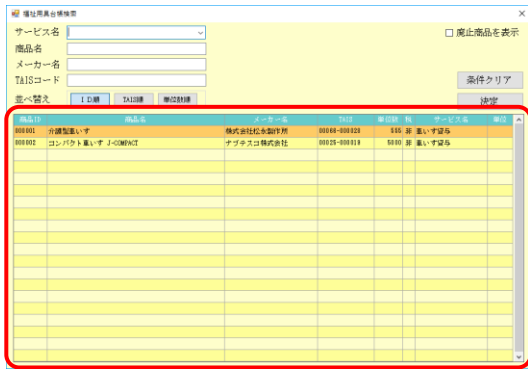 福祉用具台帳検索
サービス名
廃止商品を表示
商品名
メーカー名
TAISコード
条件クリア
並べ替え ＩＤ順 TAIS順 単位数順 決定
商品ID 商品名 メーカー名 TAIS 単位数 税 サービス名 単位
000001 介護型車いす 株式会社松永製作所 00066-000028 555 非 車いす貸与
000002 コンパクト車いす J-COMPACT ナブテスコ株式会社 00025-000019 5000 非 車いす貸与